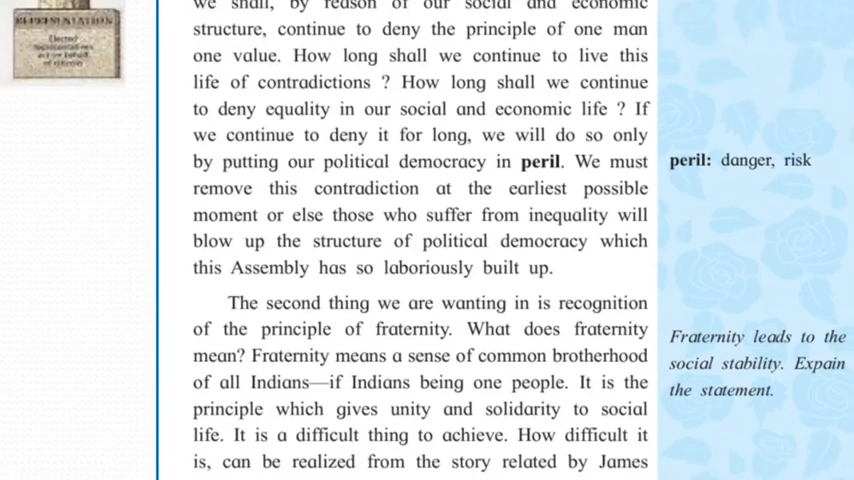 REPRESENTATION
Elected
we shall, by reason of our social and economic
structure, continue to deny the principle of one man
one value. How long shall we continue to live this
life of contradictions ? How long shall we continue
to deny equality in our social and economic life ? If
we continue to deny it for long, we will do so only
by putting our political democracy in peril. We must
remove this contradiction at the earliest possible
moment or else those who suffer from inequality will
blow up the structure of political democracy which
this Assembly has so laboriously built up.
The second thing we are wanting in is recognition
of the principle of fraternity. What does fraternity
mean? Fraternity means a sense of common brotherhood
of all Indians—if Indians being one people. It is the
principle which gives unity and solidarity to social
life. It is a difficult thing to achieve. How difficult it
is, can be realized from the story related by James
peril: danger, risk
Fraternity leads to the
social stability. Expain
the statement.